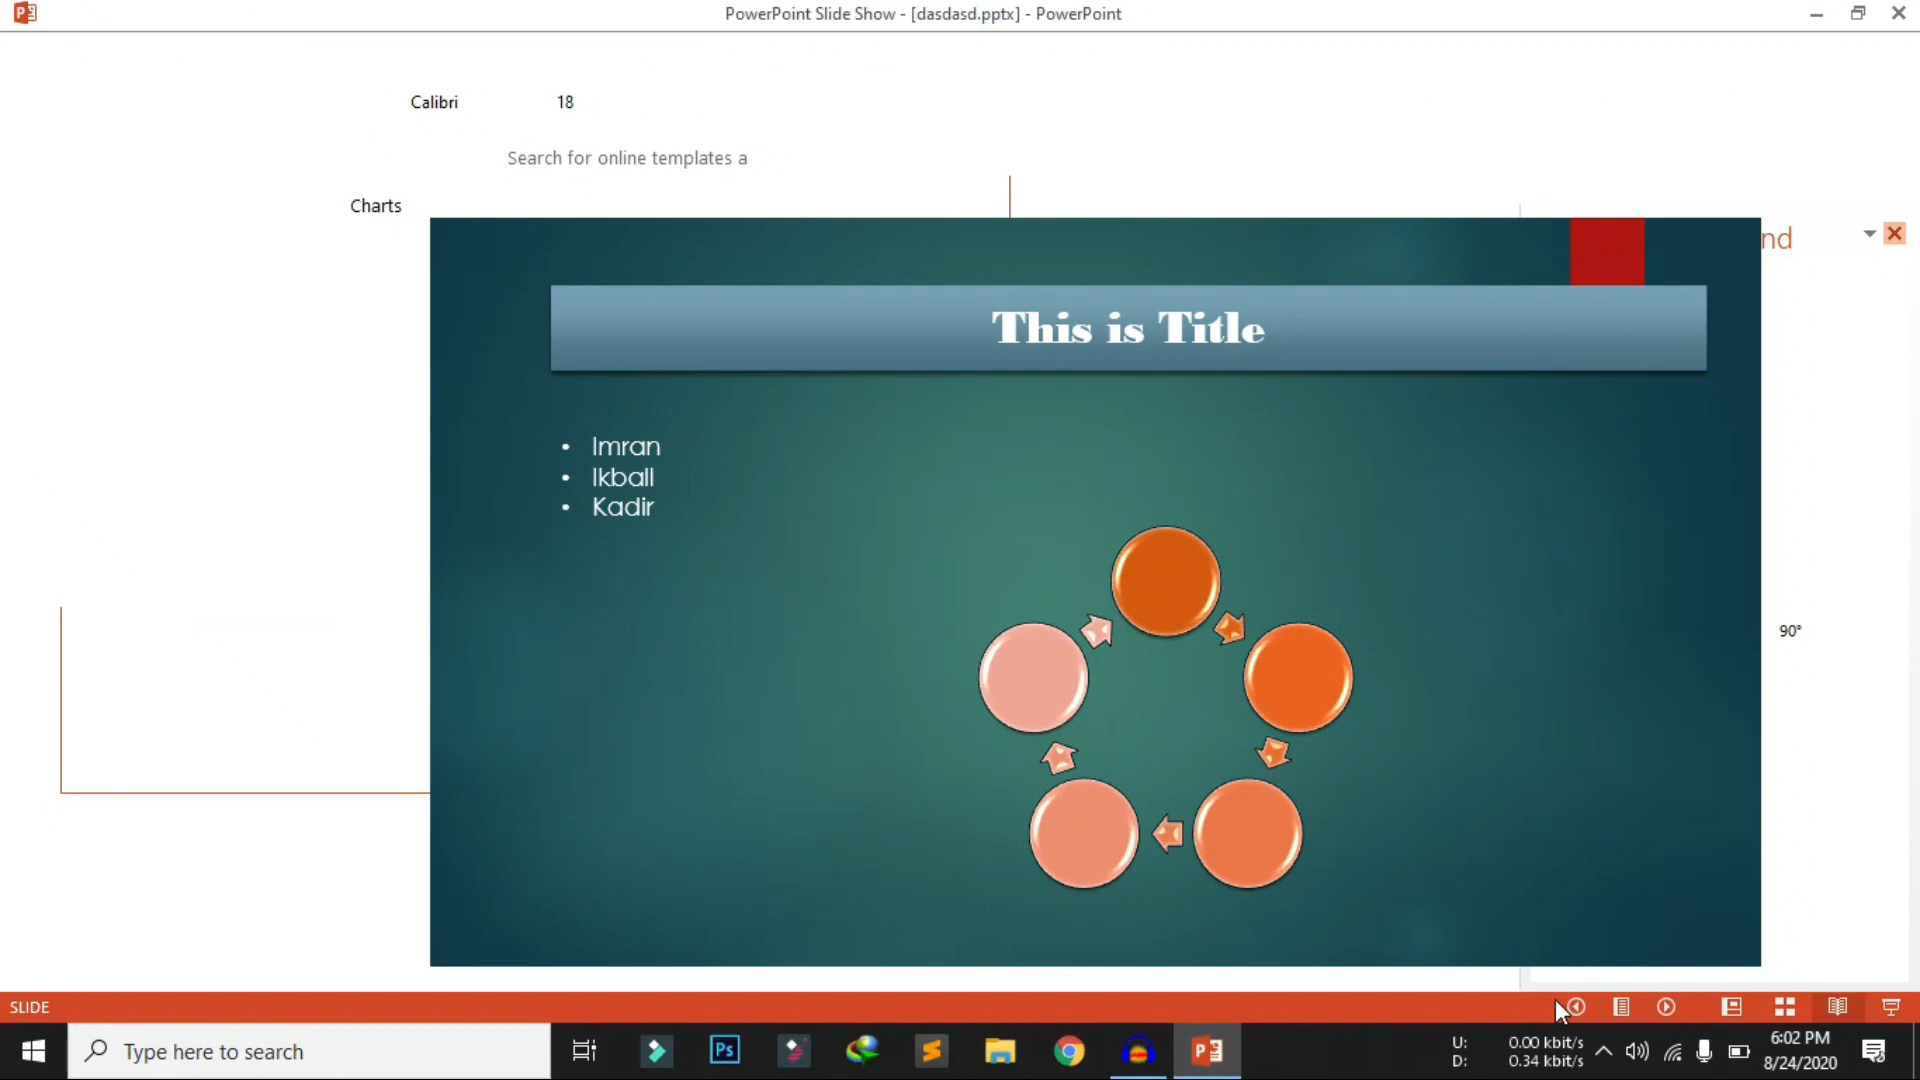 PowerPoint Slide Show - [dasdasd.pptx] - PowerPoint
Calibri 18
Search for online templates a
Charts
nd
This is Title
• Imran
• Ikball
• Kadir
90°
SLIDE
Type here to search
Ps
U: 0.00 kbit/s
D: 0.34 kbit/s
6:02 PM
8/24/2020